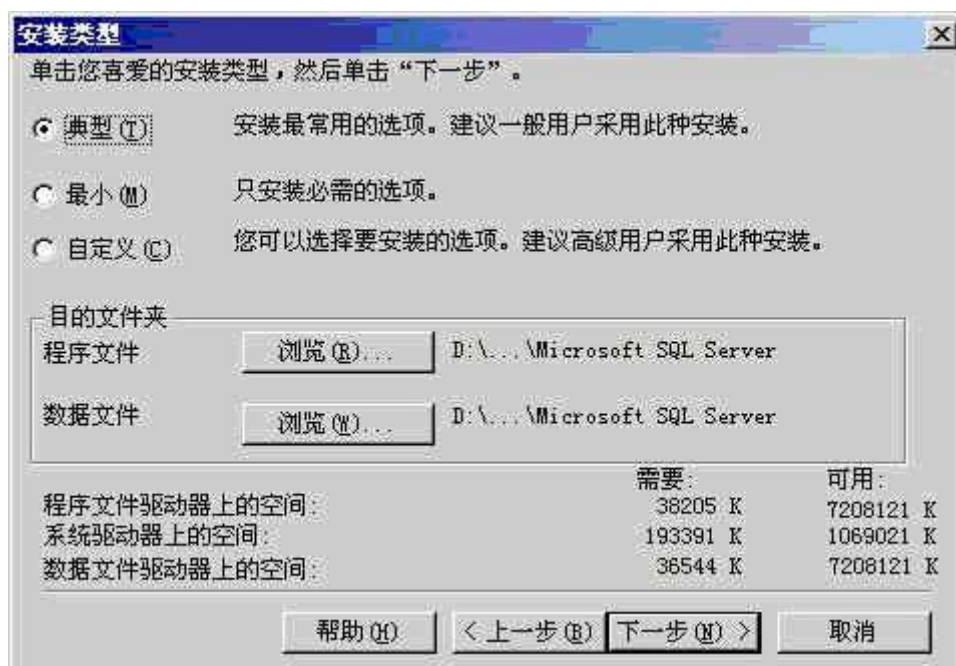 安装类型
单击您喜爱的安装类型，然后单击“下一步”。
典型(T) 安装最常用的选项。建议一般用户采用此种安装。
最小(M) 只安装必需的选项。
自定义(C) 您可以选择要安装的选项。建议高级用户采用此种安装。
目的文件夹
程序文件 浏览(R)... D:\...\Microsoft SQL Server
数据文件 浏览(W)... D:\...\Microsoft SQL Server
需要: 可用:
程序文件驱动器上的空间: 38205 K 7208121 K
系统驱动器上的空间: 193391 K 1069021 K
数据文件驱动器上的空间: 36544 K 7208121 K
帮助(H) < 上一步(B) 下一步(N) > 取消